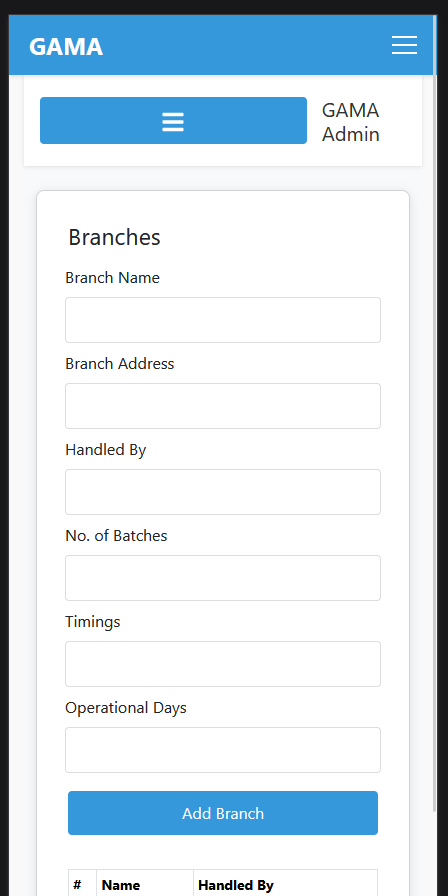 GAMA
GAMA
Admin
Branches
Branch Name
Branch Address
Handled By
No. of Batches
Timings
Operational Days
Add Branch
# Name Handled By